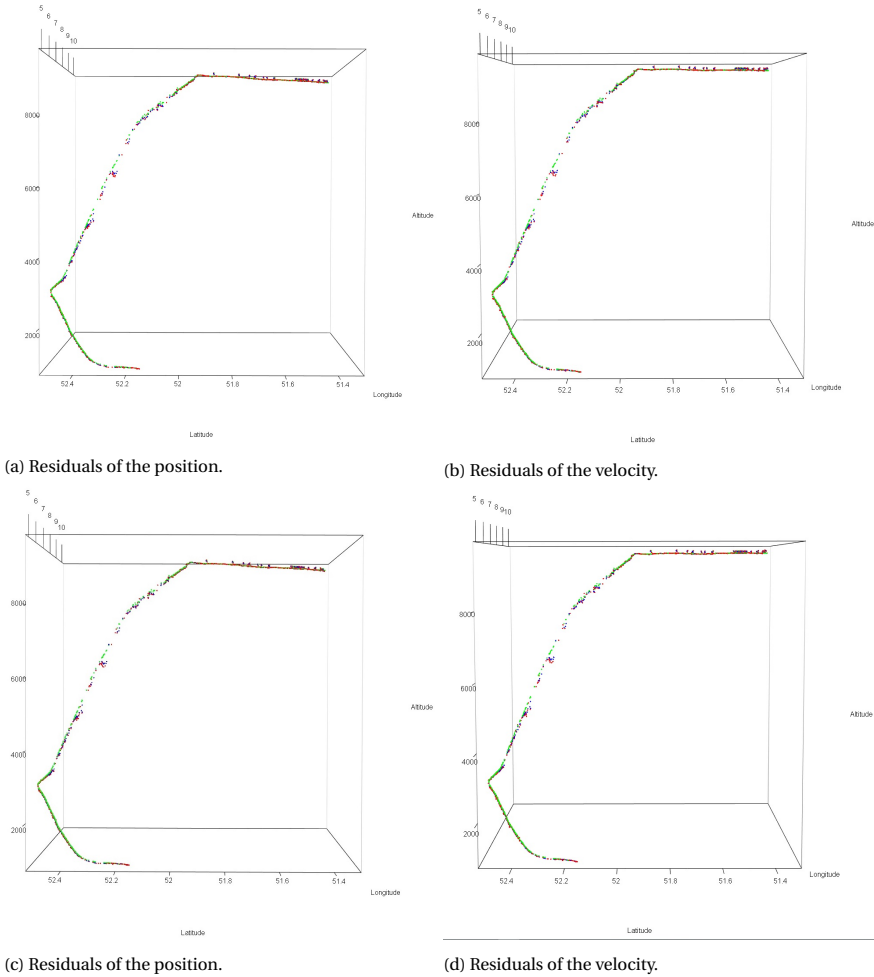 5 6 7 8 9 10
8000
6000
4000
2000
Altitude
52.4 52.2 52 51.8 51.6 51.4
Longitude
Latitude
(a) Residuals of the position.
5 6 7 8 9 10
8000
6000
4000
2000
Altitude
52.4 52.2 52 51.8 51.6 51.4
Longitude
Latitude
(b) Residuals of the velocity.
5 6 7 8 9 10
8000
6000
4000
2000
Altitude
52.4 52.2 52 51.8 51.6 51.4
Longitude
Latitude
(c) Residuals of the position.
5 6 7 8 9 10
8000
6000
4000
2000
Altitude
52.4 52.2 52 51.8 51.6 51.4
Longitude
Latitude
(d) Residuals of the velocity.